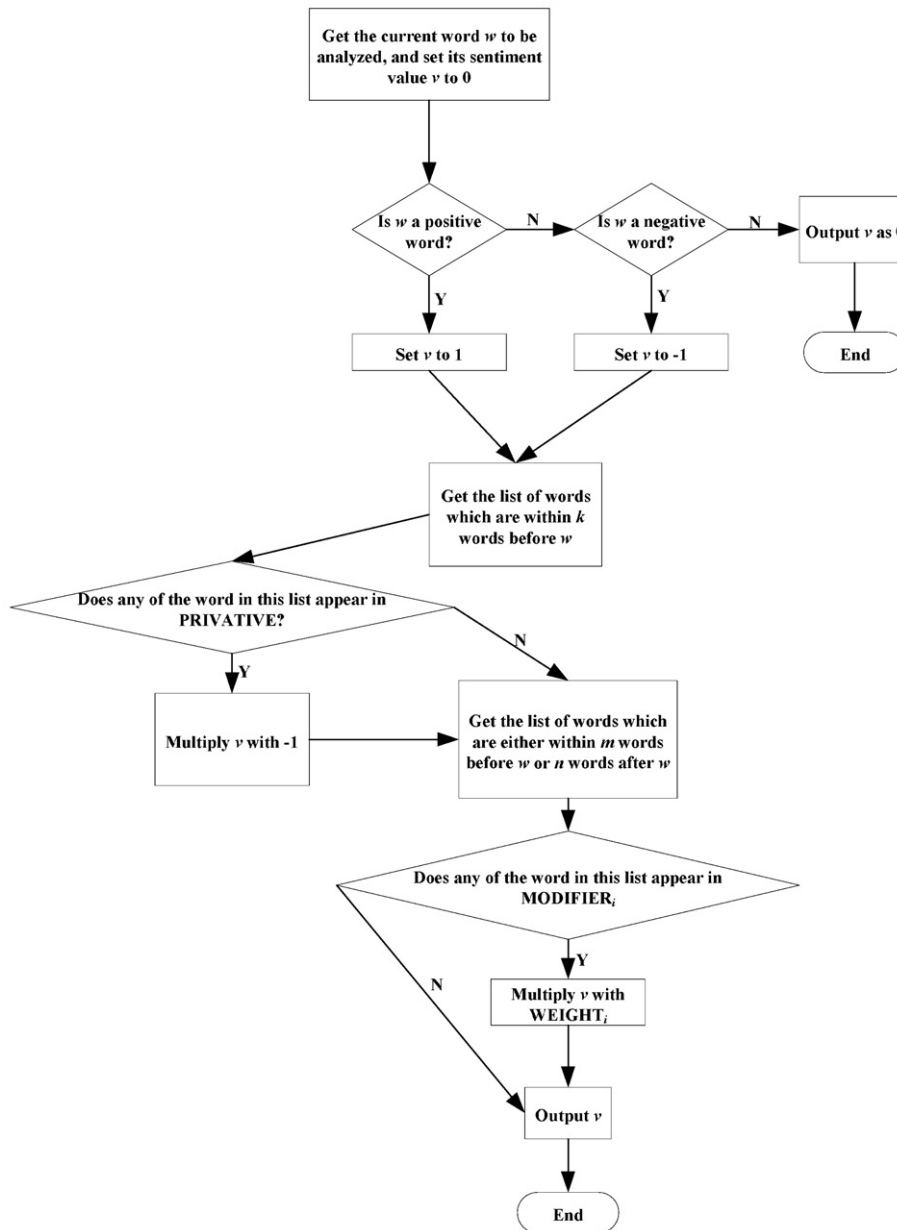 Get the current word w to be
analyzed, and set its sentiment
value v to 0
Is w a positive
word?
N
Is w a negative
word?
N
Output v as
Y
Y
Set v to 1
Set v to -1
End
Get the list of words
which are within k
words before w
Does any of the word in this list appear in
PRIVATIVE?
N
Y
Multiply v with -1
Get the list of words which
are either within m words
before w or n words after w
Does any of the word in this list appear in
MODIFIERi
Y
N
Multiply v with
WEIGHTi
Output v
End